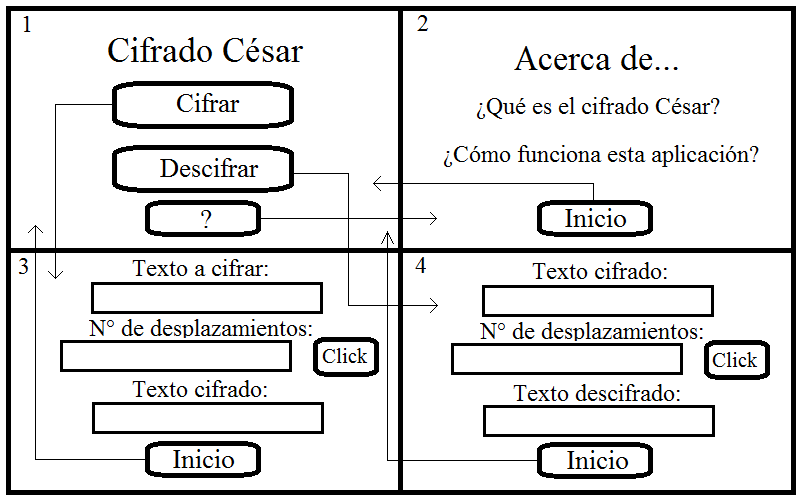 1
Cifrado César
Cifrar
Descifrar
?
2
Acerca de...
¿Qué es el cifrado César?
¿Cómo funciona esta aplicación?
Inicio
3
Texto a cifrar:
N° de desplazamientos:
Click
Texto cifrado:
Inicio
4
Texto cifrado:
N° de desplazamientos:
Click
Texto descifrado:
Inicio